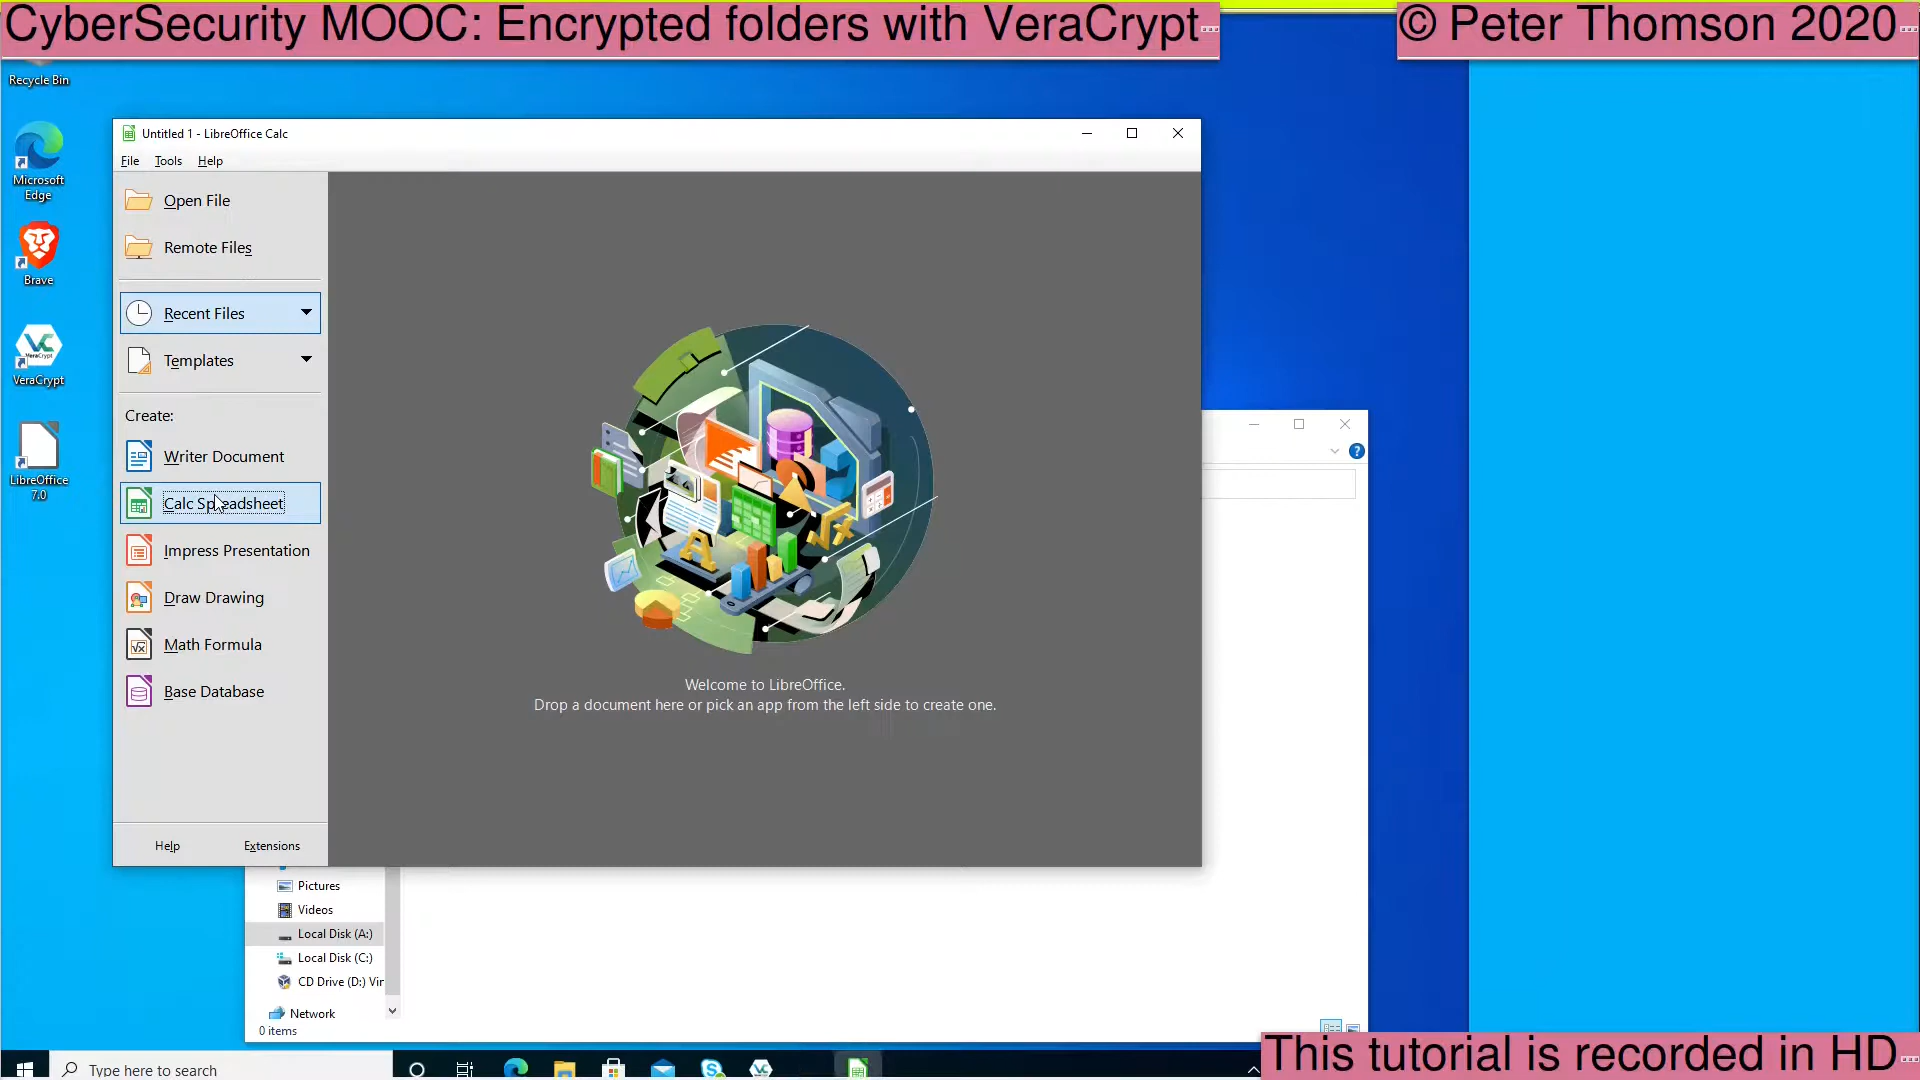 CyberSecurity MOOC: Encrypted folders with VeraCrypt
© Peter Thomson 2020
Recycle Bin
Microsoft
Edge
Brave
VeraCrypt
LibreOffice
7.0
Untitled 1 - LibreOffice Calc
File Tools Help
Open File
Remote Files
Recent Files
Templates
Create:
Writer Document
Calc Spreadsheet
Impress Presentation
Draw Drawing
Math Formula
Base Database
Welcome to LibreOffice.
Drop a document here or pick an app from the left side to create one.
Help Extensions
Pictures
Videos
Local Disk (A:)
Local Disk (C:)
CD Drive (D:) Vir
Network
0 items
Type here to search
This tutorial is recorded in HD